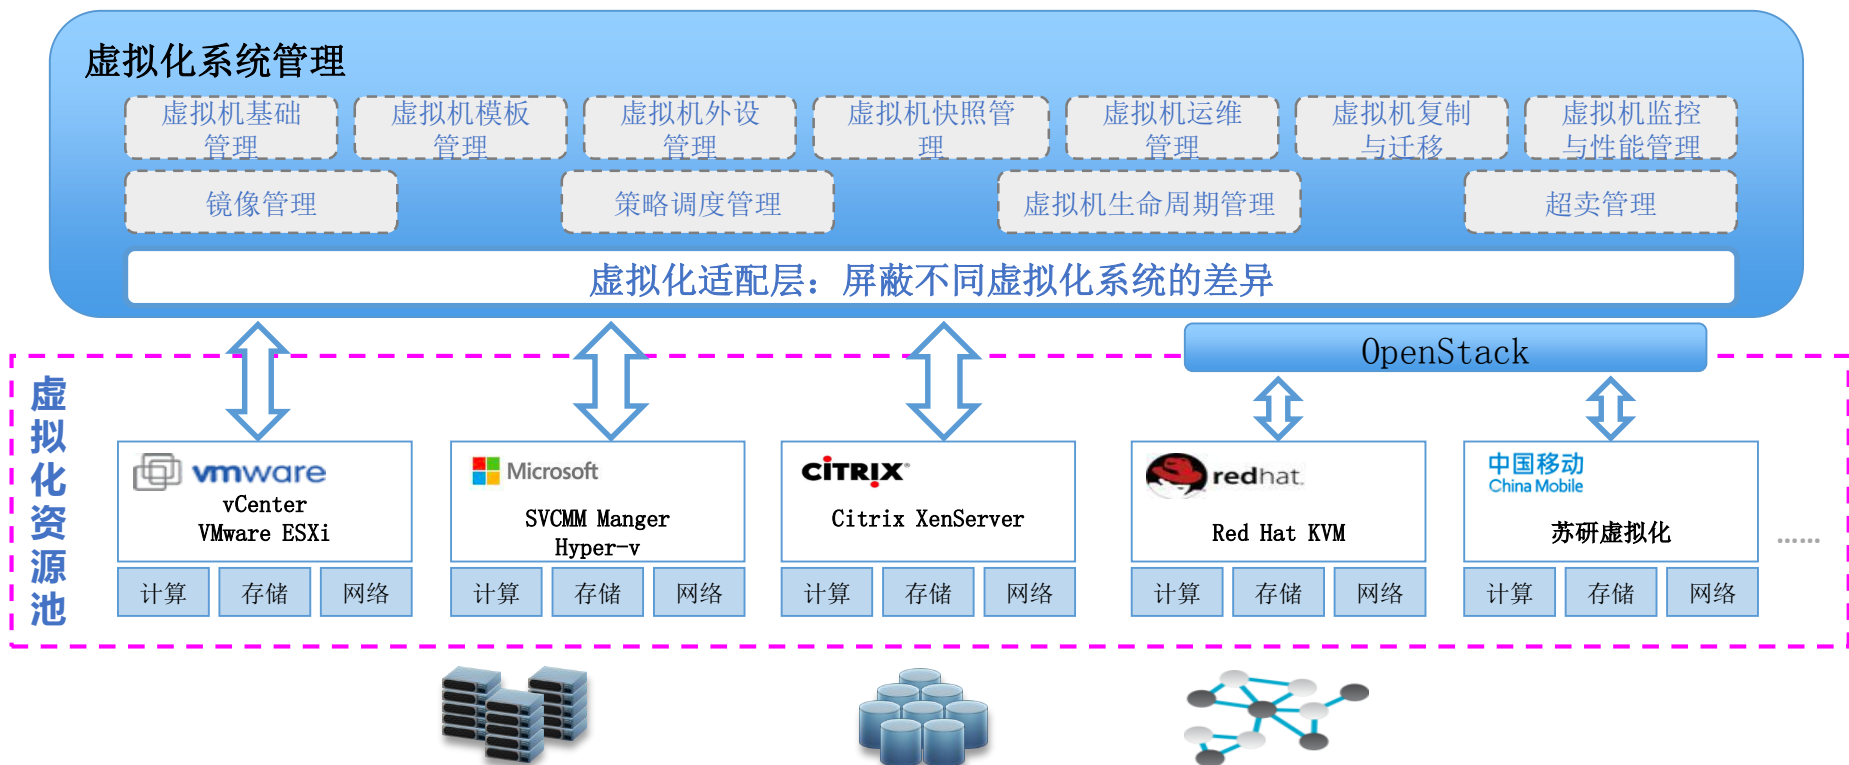 虚拟化系统管理
虚拟机基础
管理
虚拟机模板
管理
虚拟机外设
管理
虚拟机快照管
理
虚拟机运维
管理
虚拟机复制
与迁移
虚拟机监控
与性能管理
镜像管理
策略调度管理
虚拟机生命周期管理
超卖管理
虚拟化适配层：屏蔽不同虚拟化系统的差异
OpenStack
虚拟化资源池
vmware
vCenter
VMware ESXi
Microsoft
SVCMM Manger
Hyper-v
CİTRIX
Citrix XenServer
redhat.
Red Hat KVM
中国移动
China Mobile
苏研虚拟化
……
计算
存储
网络
计算
存储
网络
计算
存储
网络
计算
存储
网络
计算
存储
网络